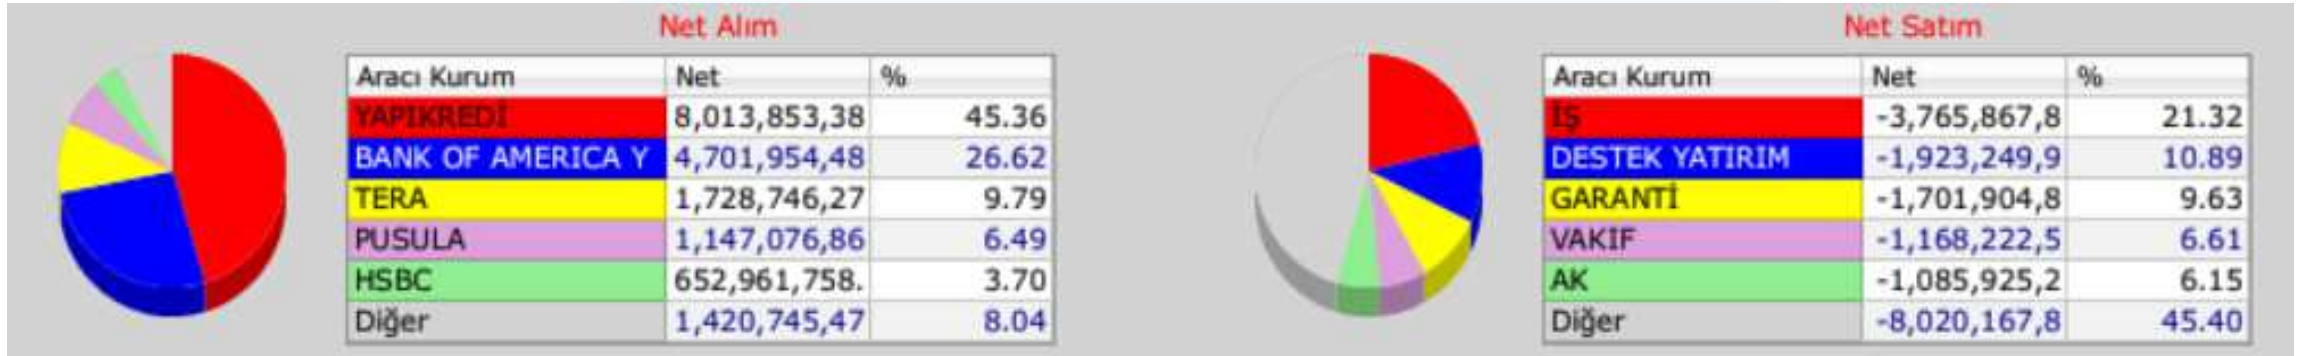 Net Alım
Aracı Kurum Net %
YAPIKREDİ 8,013,853,38 45.36
BANK OF AMERICA Y 4,701,954,48 26.62
TERA 1,728,746,27 9.79
PUSULA 1,147,076,86 6.49
HSBC 652,961,758. 3.70
Diğer 1,420,745,47 8.04
Net Satım
Aracı Kurum Net %
İŞ -3,765,867,8 21.32
DESTEK YATIRIM -1,923,249,9 10.89
GARANTİ -1,701,904,8 9.63
VAKIF -1,168,222,5 6.61
AK -1,085,925,2 6.15
Diğer -8,020,167,8 45.40